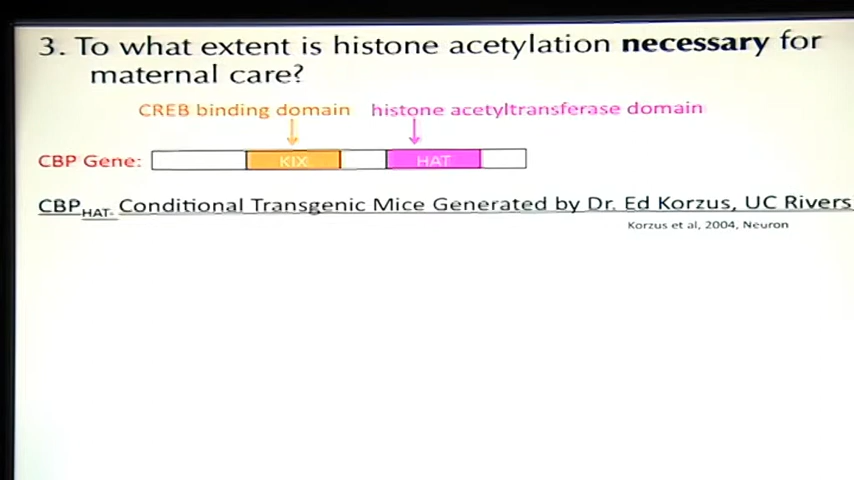 3. To what extent is histone acetylation necessary for
maternal care?
CREB binding domain histone acetyltransferase domain
CBP Gene: KIX HAT
CBPHAT- Conditional Transgenic Mice Generated by Dr. Ed Korzus, UC Rivers
Korzus et al, 2004, Neuron